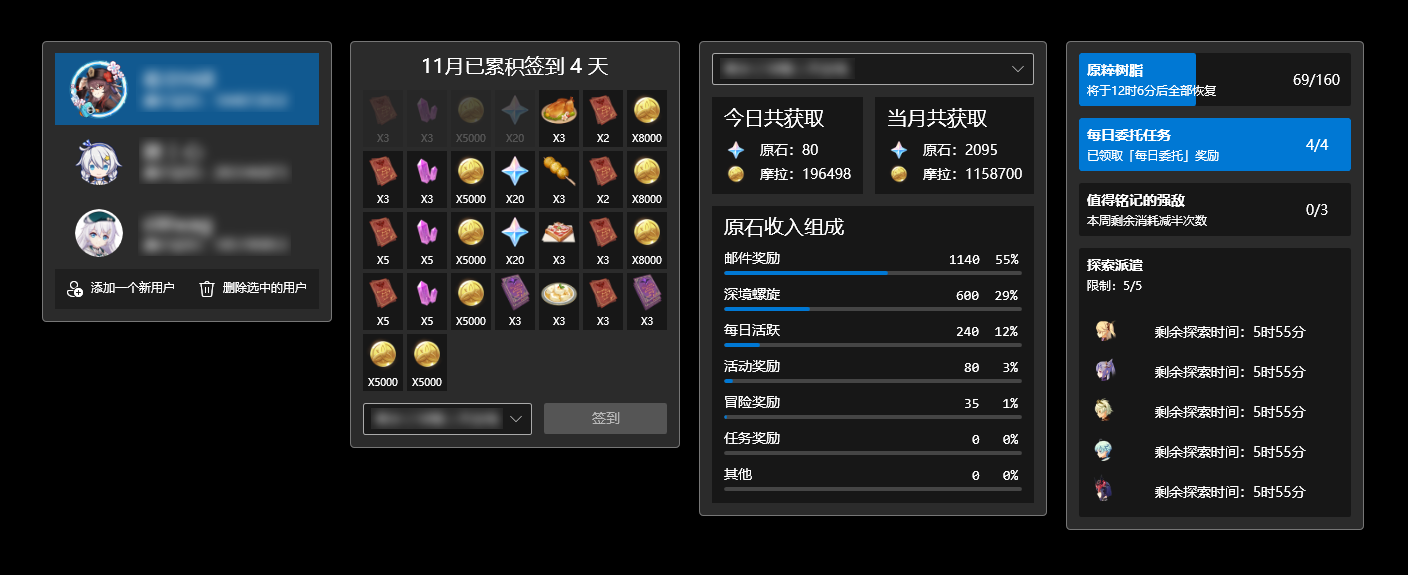 添加一个新用户
删除选中的用户
11月已累积签到 4 天
X3 X3 X5000 X20 X3 X2 X8000
X3 X3 X5000 X20 X3 X2 X8000
X5 X5 X5000 X20 X3 X3 X8000
X5 X5 X5000 X3 X3 X3 X3
X5000 X5000
签到
今日共获取
原石：80
摩拉：196498
当月共获取
原石：2095
摩拉：1158700
原石收入组成
邮件奖励 1140 55%
深境螺旋 600 29%
每日活跃 240 12%
活动奖励 80 3%
冒险奖励 35 1%
任务奖励 0 0%
其他 0 0%
原粹树脂
将于12时6分后全部恢复
69/160
每日委托任务
已领取「每日委托」奖励
4/4
值得铭记的强敌
本周剩余消耗减半次数
0/3
探索派遣
限制：5/5
剩余探索时间：5时55分
剩余探索时间：5时55分
剩余探索时间：5时55分
剩余探索时间：5时55分
剩余探索时间：5时55分